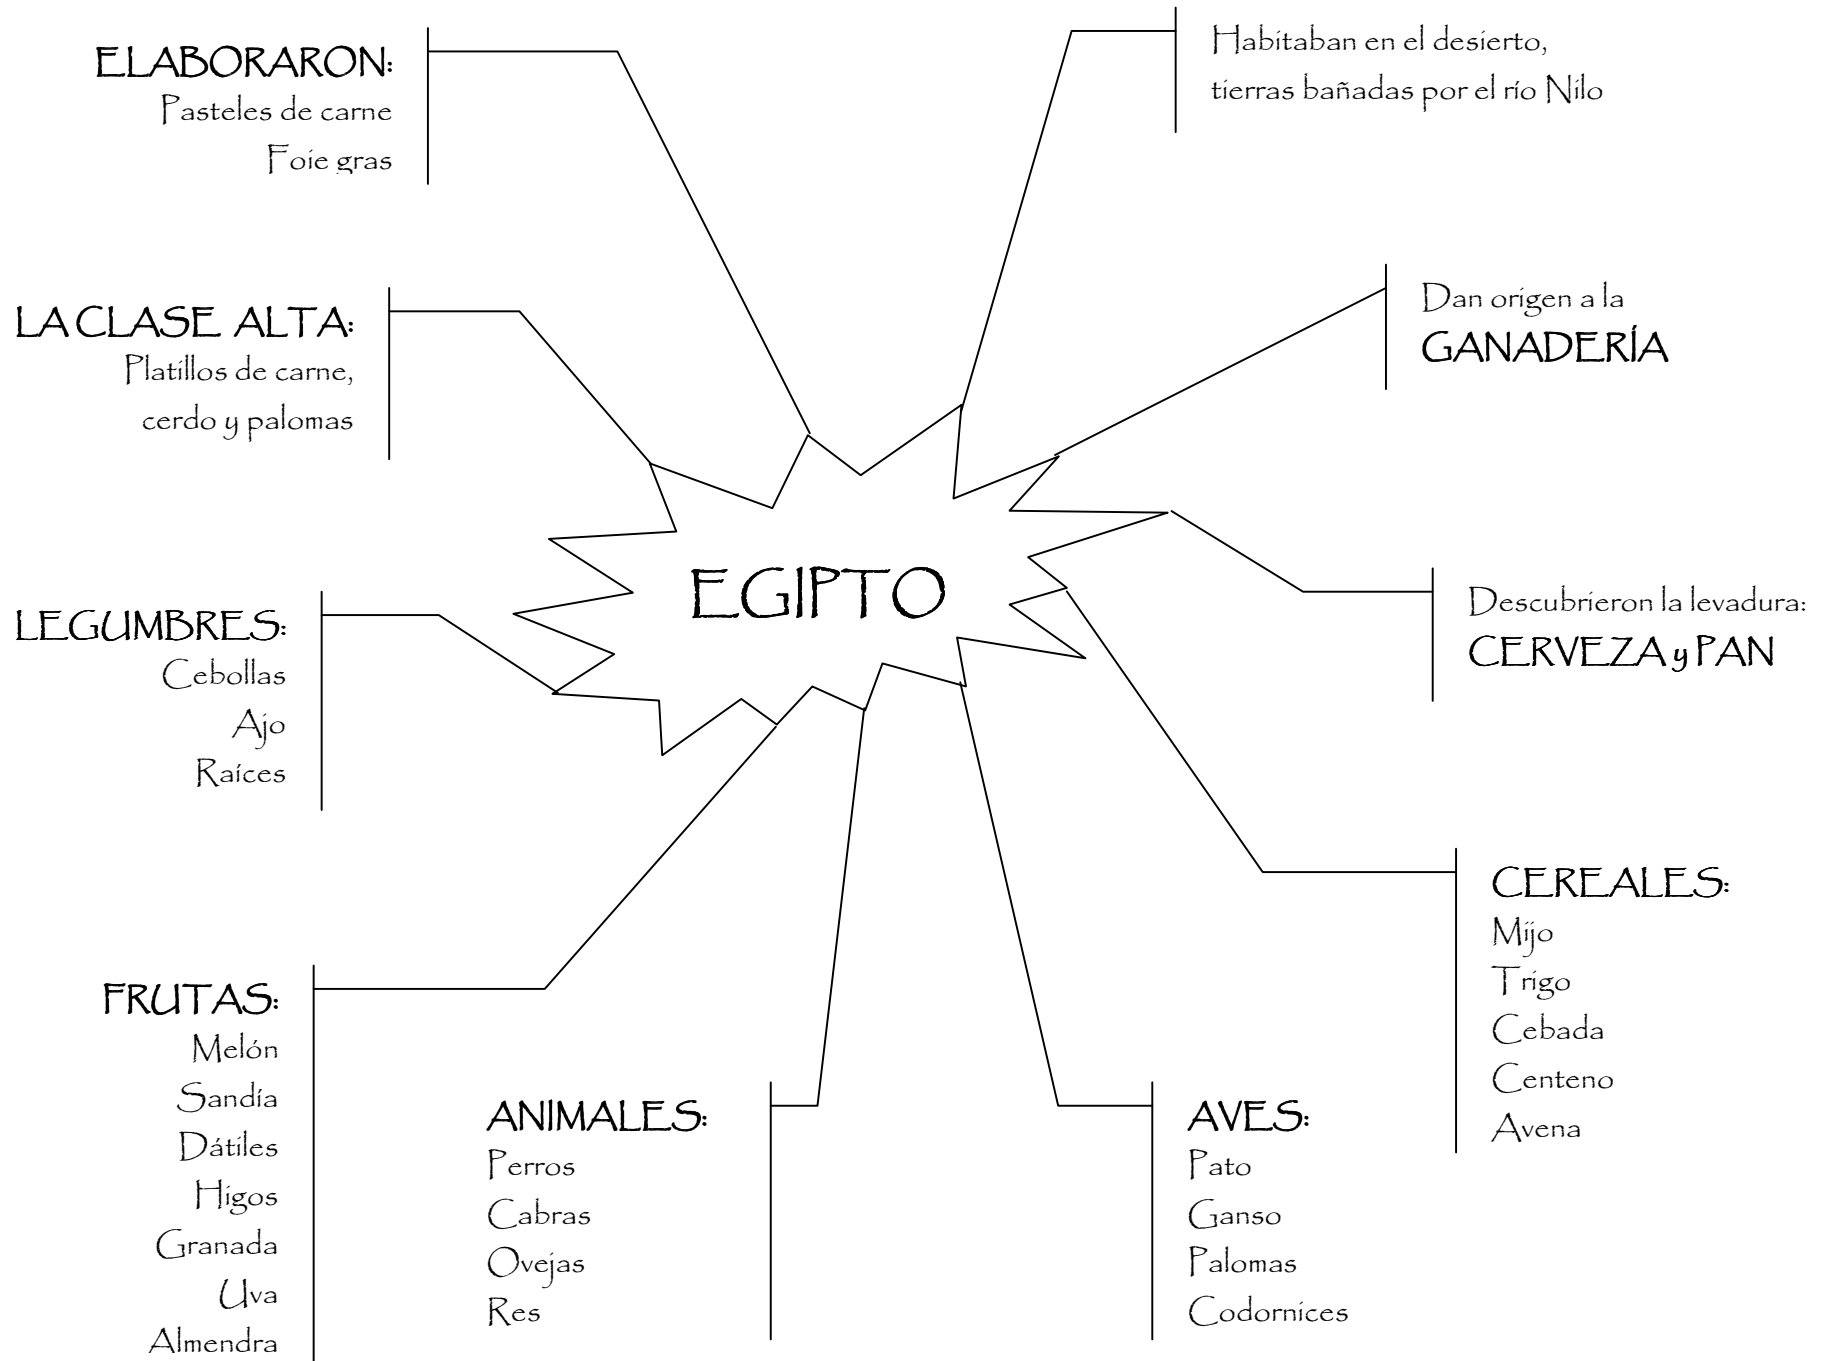 ELABORARON:
Pasteles de carne
Foie gras
Habitaban en el desierto,
tierras bañadas por el río Nilo
LA CLASE ALTA:
Platillos de carne,
cerdo y palomas
Dan origen a la
GANADERÍA
EGIPTO
LEGUMBRES:
Cebollas
Ajo
Raíces
Descubrieron la levadura:
CERVEZA y PAN
CEREALES:
Mijo
Trigo
Cebada
Centeno
Avena
FRUTAS:
Melón
Sandía
Dátiles
Higos
Granada
Uva
Almendra
ANIMALES:
Perros
Cabras
Ovejas
Res
AVES:
Pato
Ganso
Palomas
Codornices